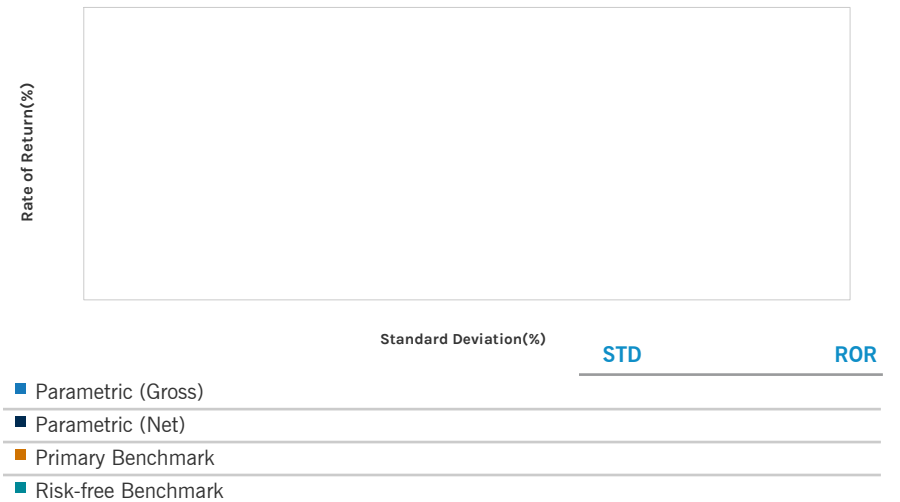 Rate of Return(%)
Standard Deviation(%)
STD ROR
Parametric (Gross)
Parametric (Net)
Primary Benchmark
Risk-free Benchmark